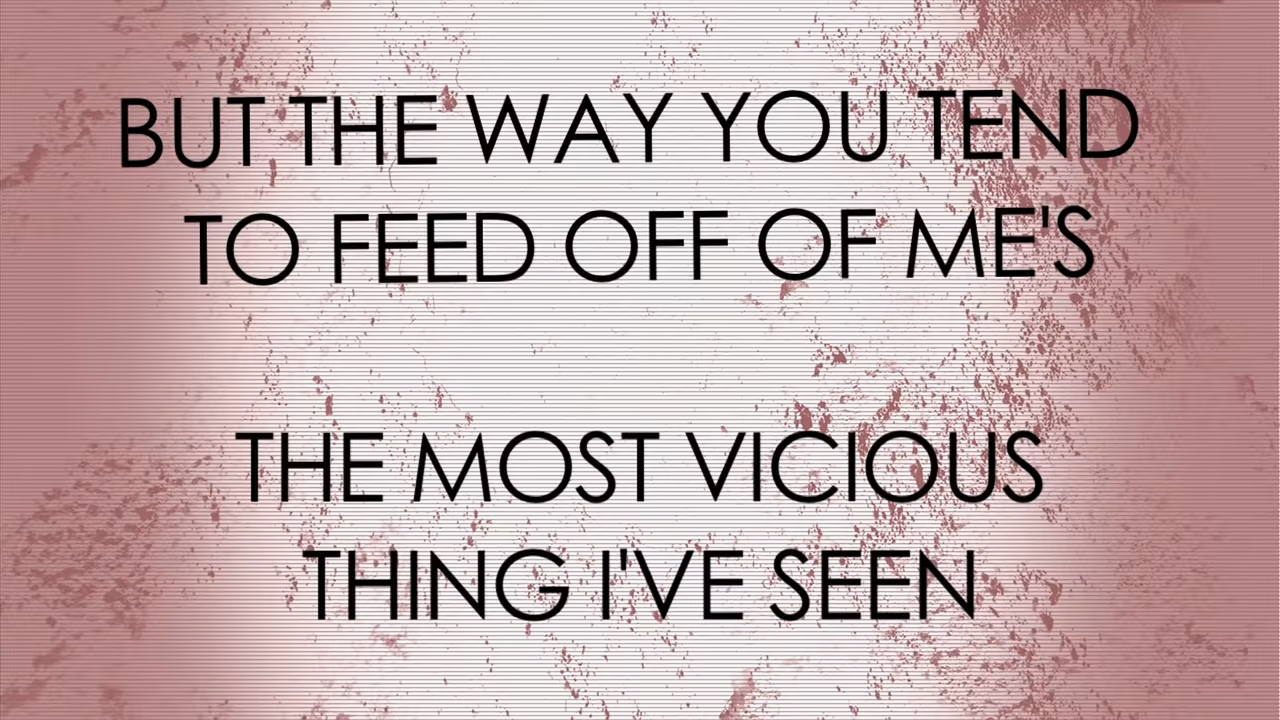 BUT THE WAY YOU TEND
TO FEED OFF OF ME'S
THE MOST VICIOUS
THING I'VE SEEN